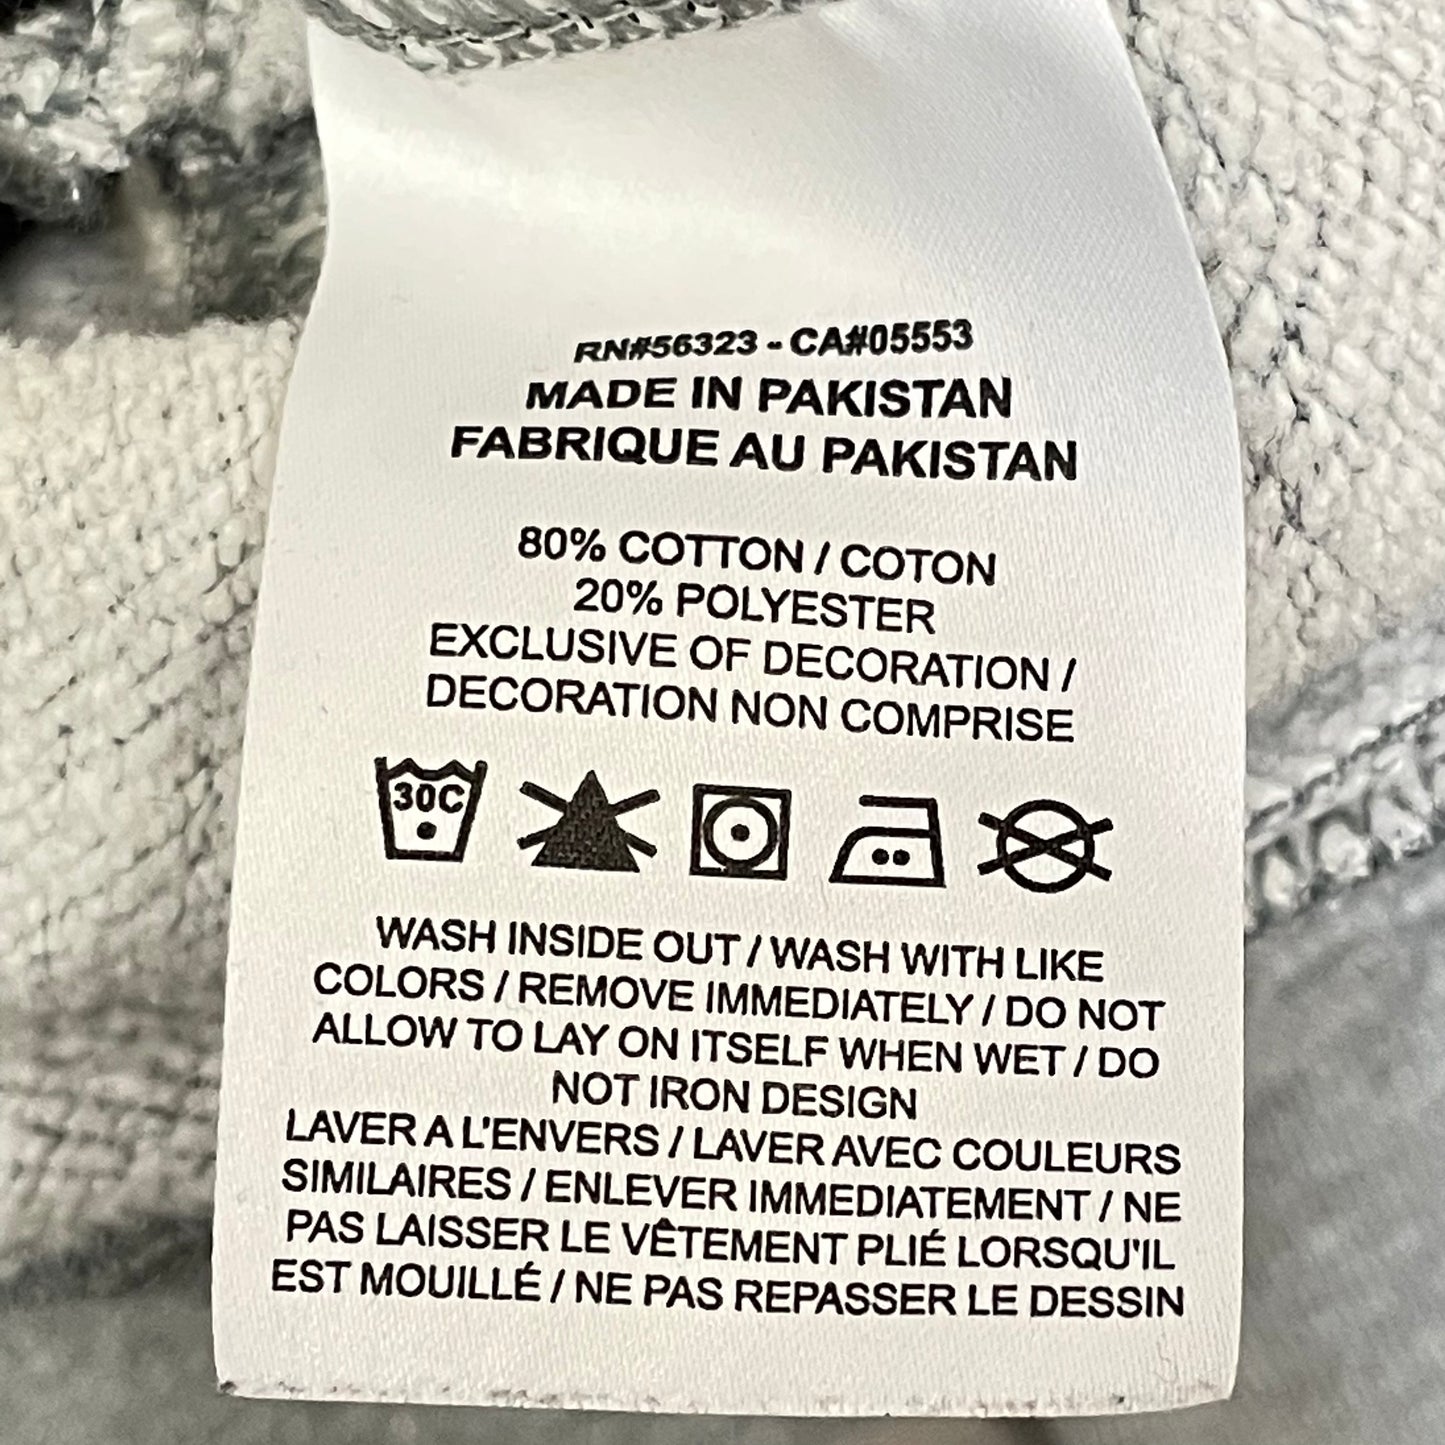 RN#56323 - CA#05553
MADE IN PAKISTAN
FABRIQUE AU PAKISTAN
80% COTTON / COTON
20% POLYESTER
EXCLUSIVE OF DECORATION /
DECORATION NON COMPRISE
30C
WASH INSIDE OUT / WASH WITH LIKE
COLORS / REMOVE IMMEDIATELY / DO NOT
ALLOW TO LAY ON ITSELF WHEN WET / DO
NOT IRON DESIGN
LAVER A L'ENVERS / LAVER AVEC COULEURS
SIMILAIRES / ENLEVER IMMEDIATEMENT / NE
PAS LAISSER LE VÊTEMENT PLIÉ LORSQU'IL
EST MOUILLÉ / NE PAS REPASSER LE DESSIN